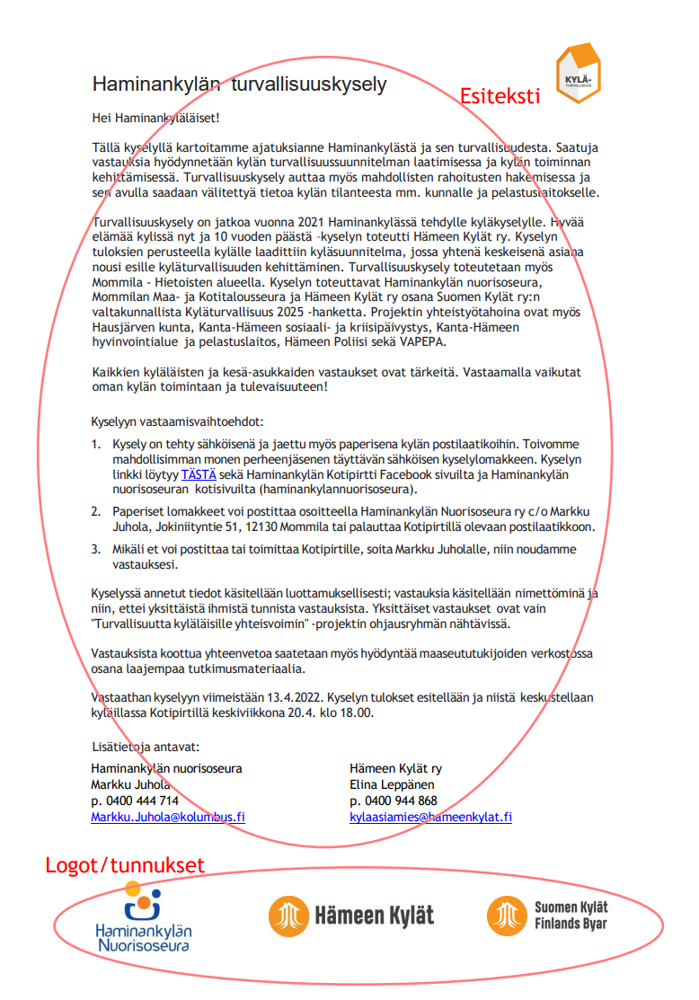 Haminankylän turvallisuuskysely
Esiteksti
KYLÄ-
TURVALLISUUS
Hei Haminankyläläiset!
Tällä kyselyllä kartoitamme ajatuksianne Haminankylästä ja sen turvallisuudesta. Saatuja
vastauksia hyödynnetään kylän turvallisuussuunnitelman laatimisessa ja kylän toiminnan
kehittämisessä. Turvallisuuskysely auttaa myös mahdollisten rahoitusten hakemisessa ja
sen avulla saadaan välitettyä tietoa kylän tilanteesta mm. kunnalle ja pelastuslaitokselle.
Turvallisuuskysely on jatkoa vuonna 2021 Haminankylässä tehdylle kyläkyselylle. Hyvää
elämää kylissä nyt ja 10 vuoden päästä -kyselyn toteutti Hämeen Kylät ry. Kyselyn
tuloksien perusteella kylälle laadittiin kyläsuunnitelma, jossa yhtenä keskeisenä asiana
nousi esille kyläturvallisuuden kehittäminen. Turvallisuuskysely toteutetaan myös
Mommila - Hietoisten alueella. Kyselyn toteuttavat Haminankylän nuorisoseura,
Mommilan Maa- ja Kotitalousseura ja Hämeen Kylät ry osana Suomen Kylät ry:n
valtakunnallista Kyläturvallisuus 2025 -hanketta. Projektin yhteistyötahoina ovat myös
Hausjärven kunta, Kanta-Hämeen sosiaali- ja kriisipäivystys, Kanta-Hämeen
hyvinvointialue ja pelastuslaitos, Hämeen Poliisi sekä VAPEPA.
Kaikkien kyläläisten ja kesä-asukkaiden vastaukset ovat tärkeitä. Vastaamalla vaikutat
oman kylän toimintaan ja tulevaisuuteen!
Kyselyyn vastaamisvaihtoehdot:
1. Kysely on tehty sähköisenä ja jaettu myös paperisena kylän postilaatikoihin. Toivomme
mahdollisimman monen perheenjäsenen täyttävän sähköisen kyselylomakkeen. Kyselyn
linkki löytyy TÄSTÄ sekä Haminankylän Kotipirtti Facebook sivuilta ja Haminankylän
nuorisoseuran kotisivuilta (haminankylannuorisoseura).
2. Paperiset lomakkeet voi postittaa osoitteella Haminankylän Nuorisoseura ry c/o Markku
Juhola, Jokiniityntie 51, 12130 Mommila tai palauttaa Kotipirtillä olevaan postilaatikkoon.
3. Mikäli et voi postittaa tai toimittaa Kotipirtille, soita Markku Juholalle, niin noudamme
vastauksesi.
Kyselyssä annetut tiedot käsitellään luottamuksellisesti; vastauksia käsitellään nimettöminä ja
niin, ettei yksittäistä ihmistä tunnista vastauksista. Yksittäiset vastaukset ovat vain
"Turvallisuutta kyläläisille yhteisvoimin" -projektin ohjausryhmän nähtävissä.
Vastauksista koottua yhteenvetoa saatetaan myös hyödyntää maaseututukijoiden verkostossa
osana laajempaa tutkimusmateriaalia.
Vastaathan kyselyyn viimeistään 13.4.2022. Kyselyn tulokset esitellään ja niistä keskustellaan
kyläillassa Kotipirtillä keskiviikkona 20.4. klo 18.00.
Lisätietoja antavat:
Haminankylän nuorisoseura
Markku Juhola
p. 0400 444 714
Markku.Juhola@kolumbus.fi
Hämeen Kylät ry
Elina Leppänen
p. 0400 944 868
kylaasiamies@hameenkylat.fi
Logot/tunnukset
Haminankylän
Nuorisoseura
Hämeen Kylät
Suomen Kylät
Finlands Byar